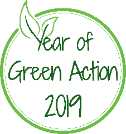 Year of
Green Action
2019